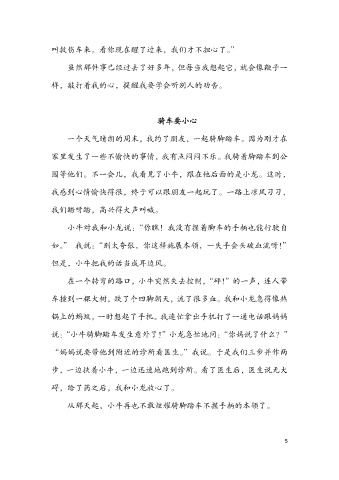 叫救伤车来，看你现在醒了过来，我们才不担心了。”
虽然那件事已经过去了好多年，但每当我想起它，就会像鞭子一
样，敲打着我的心，提醒我要学会听别人的劝告。
骑车要小心
一个天气晴朗的周末，我约了朋友，一起骑脚踏车。因为刚才在
家里发生了一些不愉快的事情，我有点闷闷不乐。我骑着脚踏车到公
园等他们。不一会儿，我看见了小牛，跟在他后面的是小龙。这时，
我感到心情愉快得很，终于可以跟朋友一起玩了。一路上凉风习习，
我们踏呀踏，高兴得大声叫喊。
小牛对我和小龙说：“你瞧！我没有握着脚车的手柄也能行驶自
如。” 我说：“别太夸张，你这样施展本领，一失手会头破血流呀！”
但是，小牛把我的话当成耳边风。
在一个转弯的路口，小牛突然失去控制，“砰！”的一声，连人带
车撞到一棵大树，跌了个四脚朝天，流了很多血。我和小龙急得像热
锅上的蚂蚁，一时想起了手机。我连忙拿出手机打了一通电话跟妈妈
说：“小牛骑脚踏车发生意外了！”小龙急忙地问：“你妈说了什么？”
“妈妈说要带他到附近的诊所看医生。”我说。于是我们三步并作两
步，一边扶着小牛，一边迅速地跑到诊所。看了医生后，医生说无大
碍，给了药之后，我和小龙放心了。
从那天起，小牛再也不敢炫耀骑脚踏车不握手柄的本领了。
5